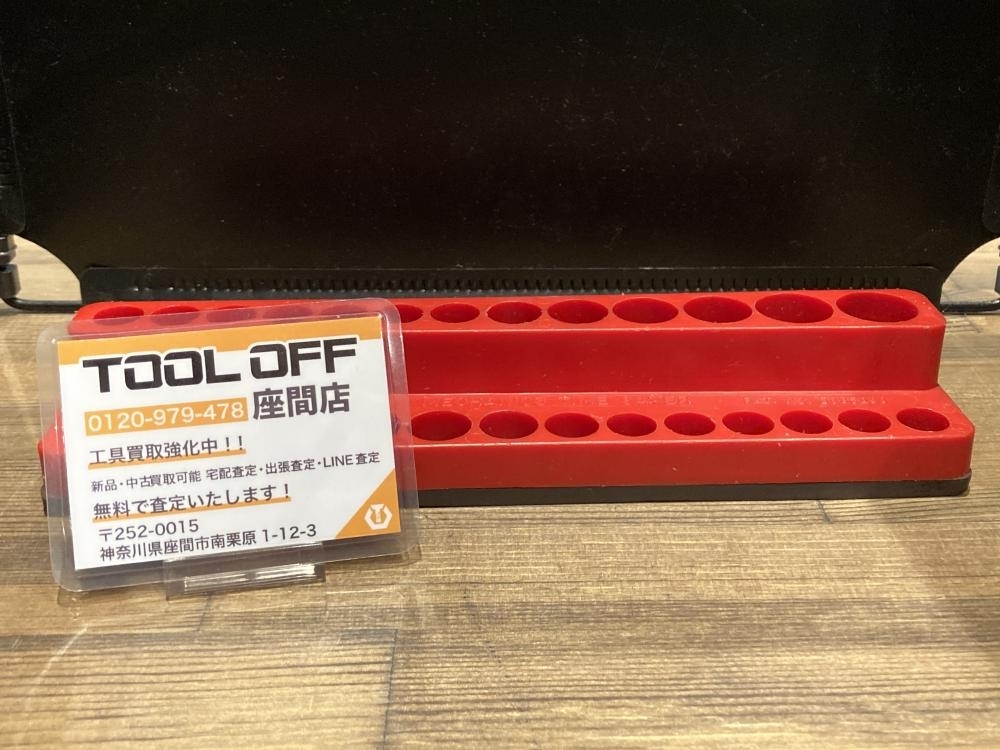 TOOL OFF
0120-979-478 座間店
工具買取強化中！！
新品・中古買取可能 宅配査定・出張査定・LINE査定
無料で査定いたします！
〒252-0015
神奈川県座間市南栗原 1-12-3